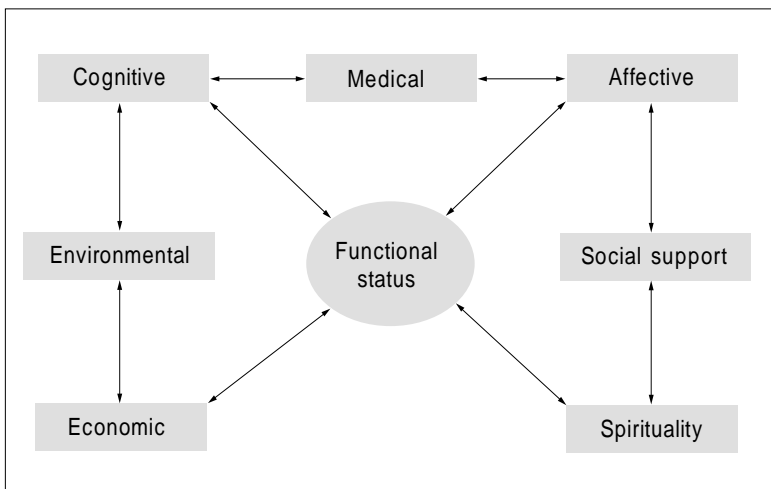 Cognitive
Medical
Affective
Environmental
Functional
status
Social support
Economic
Spirituality